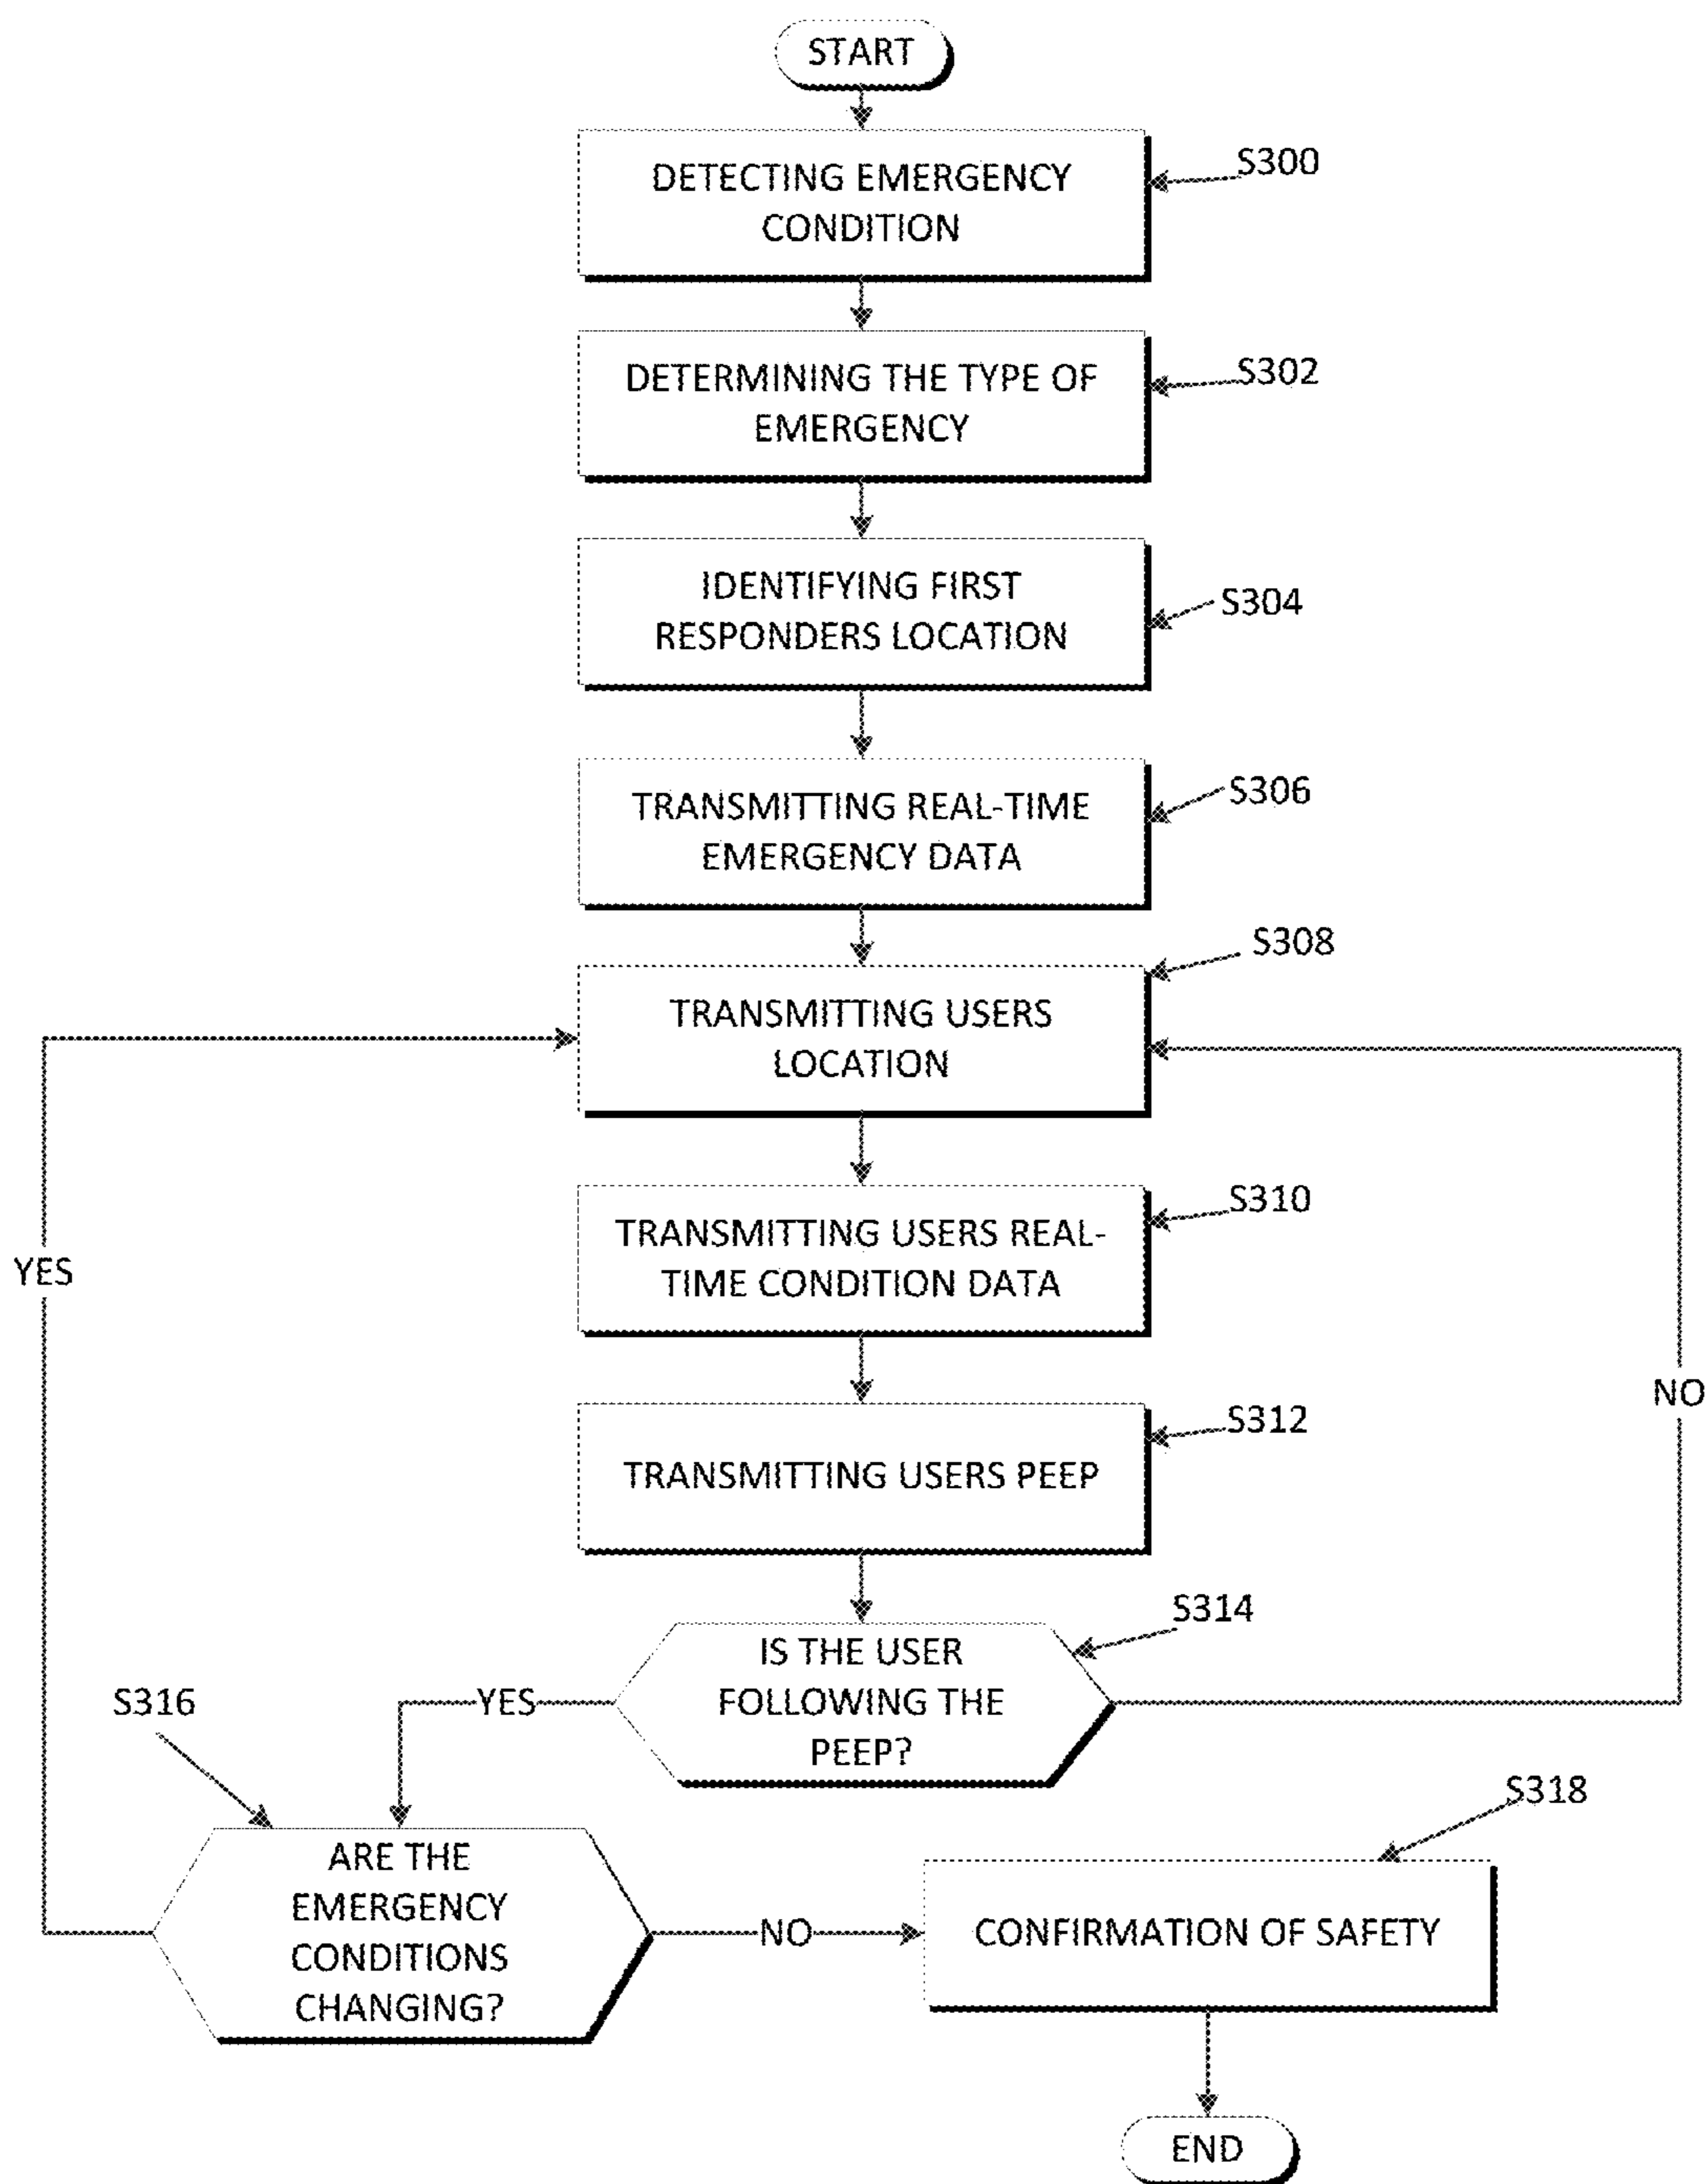 START
DETECTING EMERGENCY
CONDITION
S300
DETERMINING THE TYPE OF
EMERGENCY
S302
IDENTIFYING FIRST
RESPONDERS LOCATION
S304
TRANSMITTING REAL-TIME
EMERGENCY DATA
S306
S308
TRANSMITTING USERS
LOCATION
S310
TRANSMITTING USERS REAL-
TIME CONDITION DATA
YES
NO
S312
TRANSMITTING USERS PEEP
S314
IS THE USER
FOLLOWING THE
PEEP?
YES
S316
S318
ARE THE
EMERGENCY
CONDITIONS
CHANGING?
NO
CONFIRMATION OF SAFETY
END